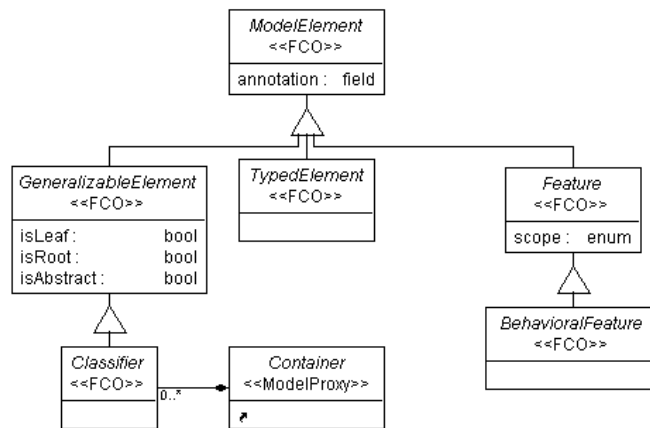 ModelElement
<<FCO>>
annotation : field
GeneralizableElement
<<FCO>>
isLeaf : bool
isRoot : bool
isAbstract : bool
TypedElement
<<FCO>>
Feature
<<FCO>>
scope : enum
BehavioralFeature
<<FCO>>
Classifier
<<FCO>>
0..*
Container
<<ModelProxy>>